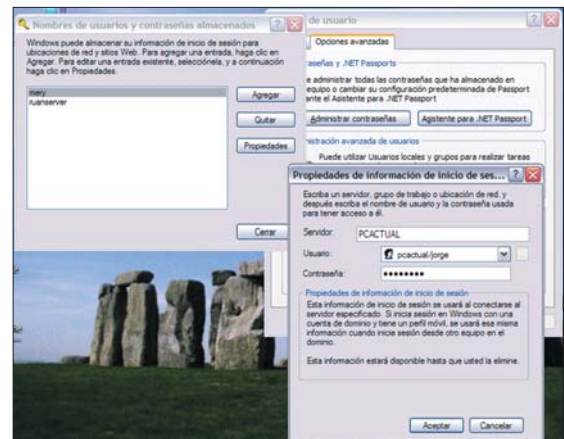 Nombres de usuarios y contraseñas almacenados
Windows puede almacenar su información de inicio de sesión para
ubicaciones de red y sitios Web. Para agregar una entrada, haga clic en
Agregar. Para editar una entrada existente, selecciónela, y a continuación
haga clic en Propiedades.
mery
ruanserver
Agregar
Quitar
Propiedades
Cerrar
de usuario
Opciones avanzadas
raseñas y .NET Passports
e administrar todas las contraseñas que ha almacenado en
equipo o cambiar su configuración predeterminada de Passport
ante el Asistente para .NET Passport
Administrar contraseñas
Asistente para .NET Passport
nistración avanzada de usuarios
Puede utilizar Usuarios locales y grupos para realizar tareas
Propiedades de información de inicio de ses...
Escriba un servidor, grupo de trabajo o ubicación de red, y
después escriba el nombre de usuario y la contraseña usada
para tener acceso a él.
Servidor: PCACTUAL
Usuario: pcactual/jorge
Contraseña: ●●●●●●●●
Propiedades de información de inicio de sesión
Esta información de inicio de sesión se usará al conectarse al
servidor especificado. Si inicia sesión en Windows con una
cuenta de dominio y tiene un perfil móvil, se usará esa misma
información cuando inicie sesión desde otro equipo en el
dominio.
Esta información estará disponible hasta que usted la elimine.
Aceptar
Cancelar